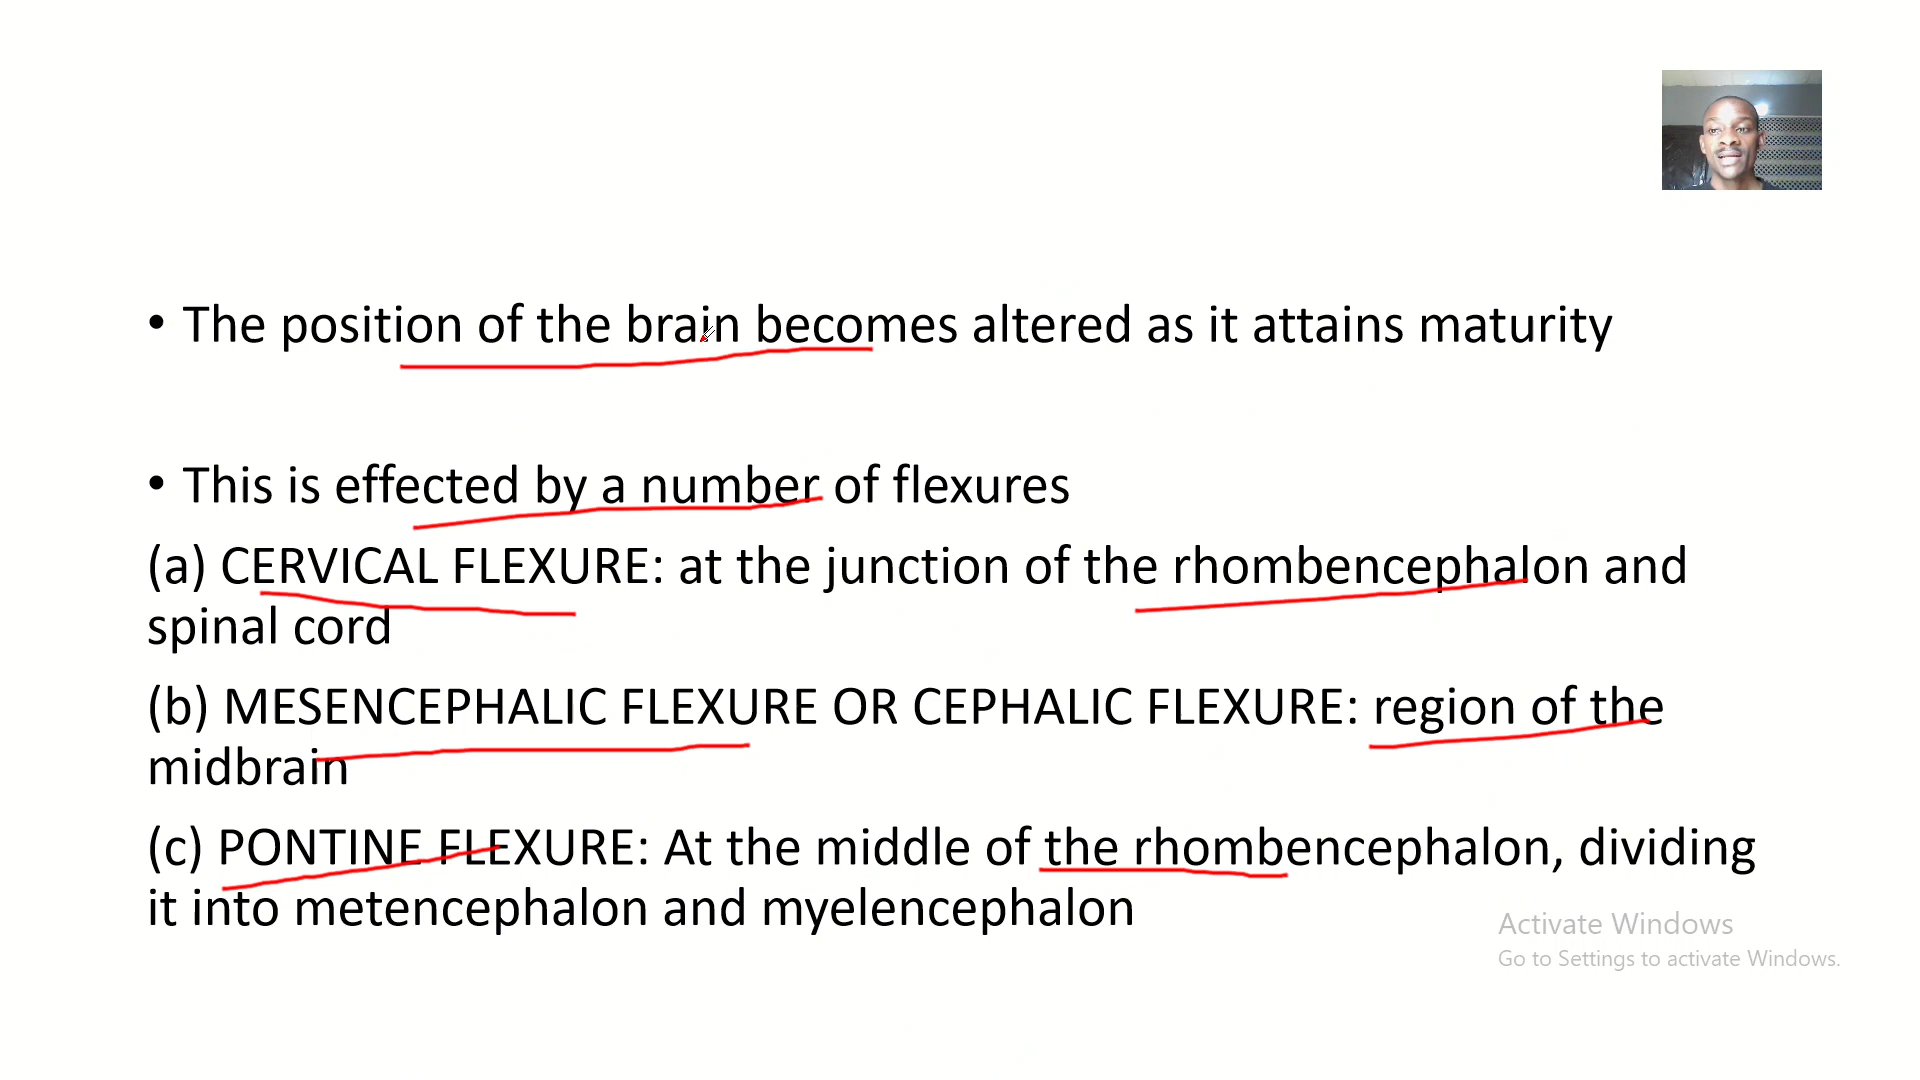 • The position of the brain becomes altered as it attains maturity
• This is effected by a number of flexures
(a) CERVICAL FLEXURE: at the junction of the rhombencephalon and
spinal cord
(b) MESENCEPHALIC FLEXURE OR CEPHALIC FLEXURE: region of the
midbrain
(c) PONTINE FLEXURE: At the middle of the rhombencephalon, dividing
it into metencephalon and myelencephalon
Activate Windows
Go to Settings to activate Windows.